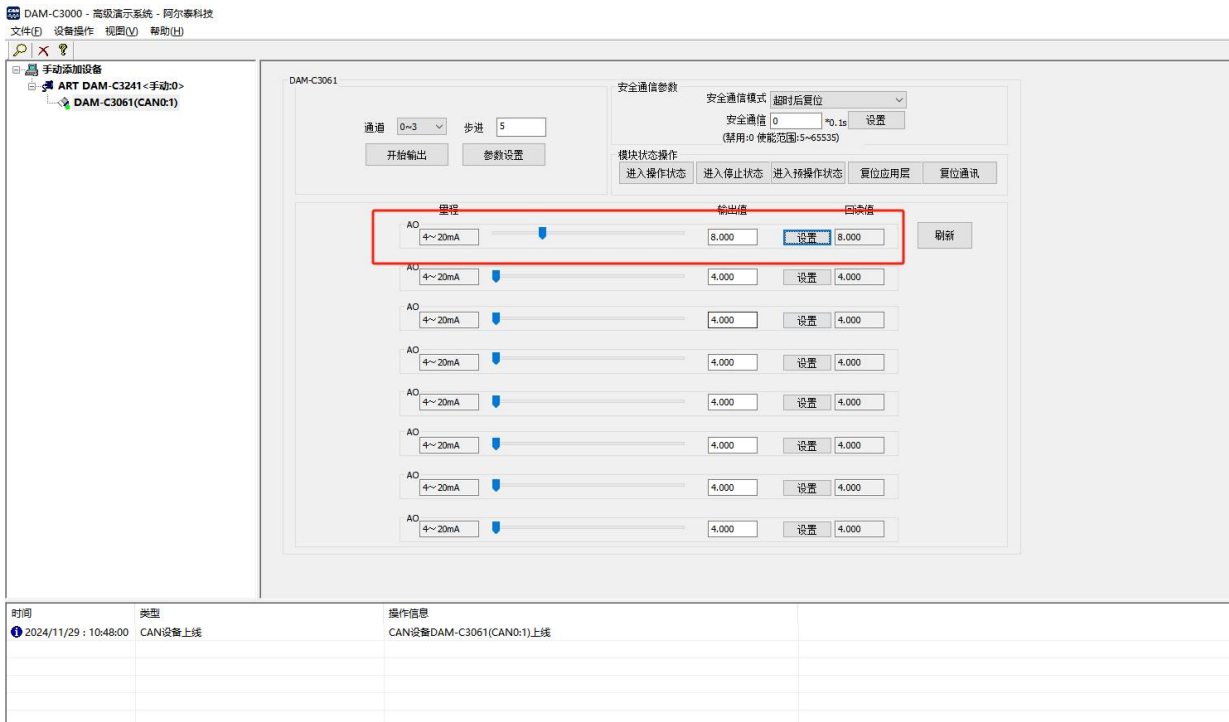 DAM-C3000 - 高级演示系统 - 阿尔泰科技
文件(F) 设备操作 视图(V) 帮助(H)
手动添加设备
ART DAM-C3241<手动:0>
DAM-C3061(CAN0:1)
DAM-C3061
通道 0~3 步进 5
开始输出 参数设置
安全通信参数
安全通信模式 超时后复位
安全通信 0 *0.1s 设置
(禁用:0 使能范围:5~65535)
模块状态操作
进入操作状态 进入停止状态 进入预操作状态 复位应用层 复位通讯
量程 输出值 回读值
AO
4~20mA 8.000 设置 8.000 刷新
AO
4~20mA 4.000 设置 4.000
AO
4~20mA 4.000 设置 4.000
AO
4~20mA 4.000 设置 4.000
AO
4~20mA 4.000 设置 4.000
AO
4~20mA 4.000 设置 4.000
AO
4~20mA 4.000 设置 4.000
AO
4~20mA 4.000 设置 4.000
时间 类型 操作信息
2024/11/29 : 10:48:00 CAN设备上线 CAN设备DAM-C3061(CAN0:1)上线